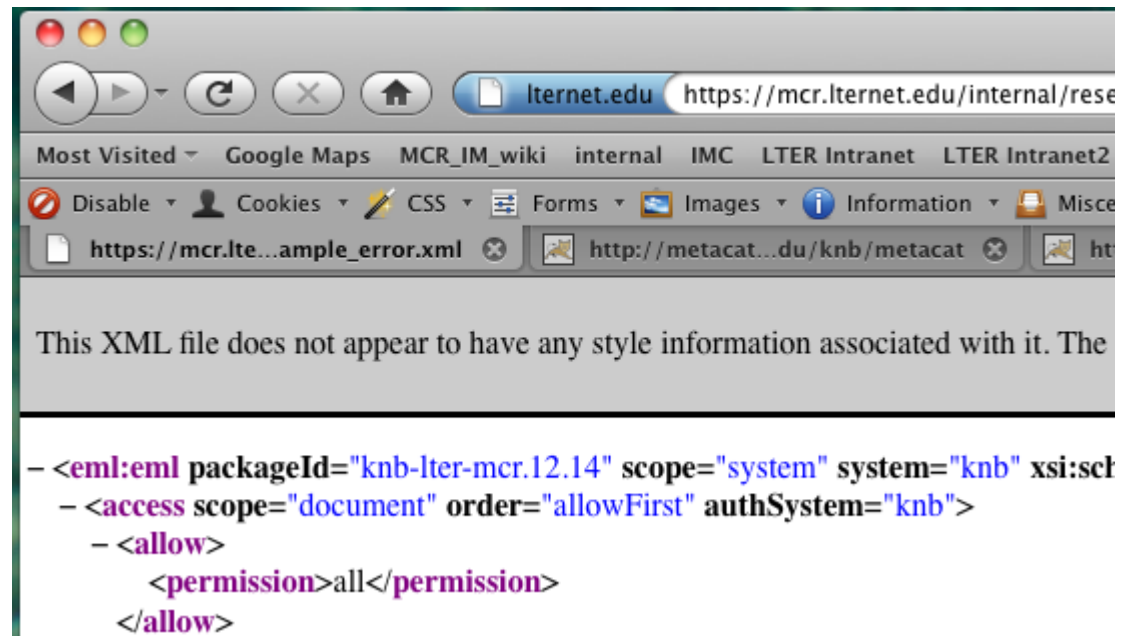 lternet.edu https://mcr.lternet.edu/internal/rese
Most Visited Google Maps MCR_IM_wiki internal IMC LTER Intranet LTER Intranet2
Disable Cookies CSS Forms Images Information Misce
https://mcr.lte...ample_error.xml http://metacat...du/knb/metacat ht
This XML file does not appear to have any style information associated with it. The
– <eml:eml packageId="knb-lter-mcr.12.14" scope="system" system="knb" xsi:sch
– <access scope="document" order="allowFirst" authSystem="knb">
– <allow>
<permission>all</permission>
</allow>